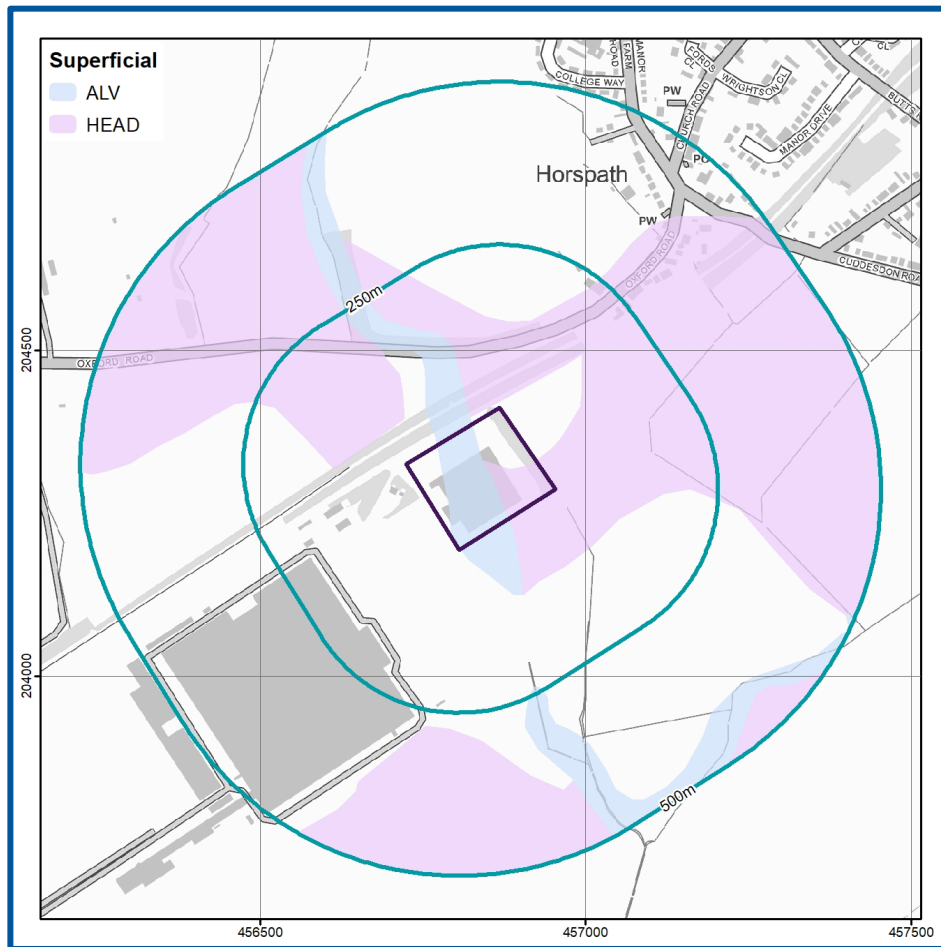 Superficial
ALV
HEAD
COLLEGE WAY
MANOR
FARM
ROAD
MANOR
FORDS
CL
WRIGHTSON CL
CL
BUTTS
PW
CHURCH ROAD
MANOR DRIVE
PO
Horspath
PW
OXFORD ROAD
CUDDESDON
250m
204500
OXFORD ROAD
204000
500m
456500
457000
457500